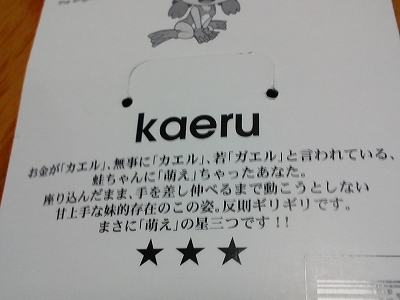 kaeru
お金が「カエル」、無事に「カエル」、若「ガエル」と言われている、
蛙ちゃんに「萌え」ちゃったあなた。
座り込んだまま、手を差し伸べるまで動こうとしない
甘上手な妹的存在のこの姿。反則ギリギリです。
まさに「萌え」の星三つです!!
★★★